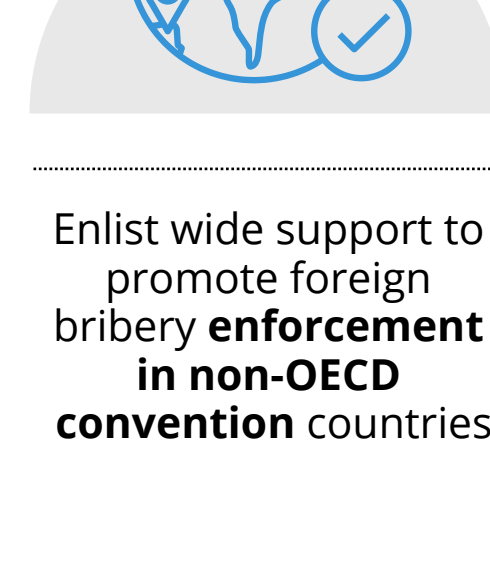 Enlist wide support to
promote foreign
bribery enforcement
in non-OECD
convention countries